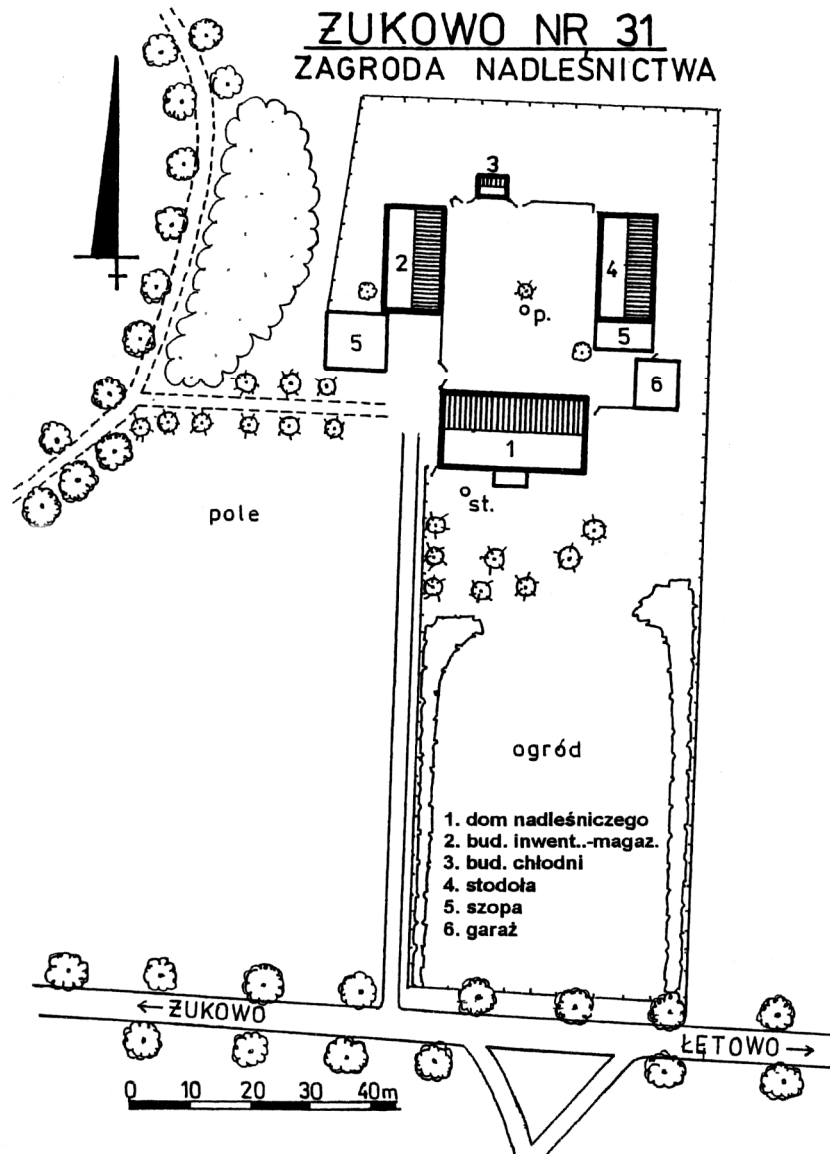 ŻUKOWO NR 31
ZAGRODA NADLEŚNICTWA
3
2
4
p.
5
5
6
1
st.
pole
ogród
1. dom nadleśniczego
2. bud. inwent..-magaz.
3. bud. chłodni
4. stodoła
5. szopa
6. garaż
← ŻUKOWO
ŁĘTOWO →
0 10 20 30 40m